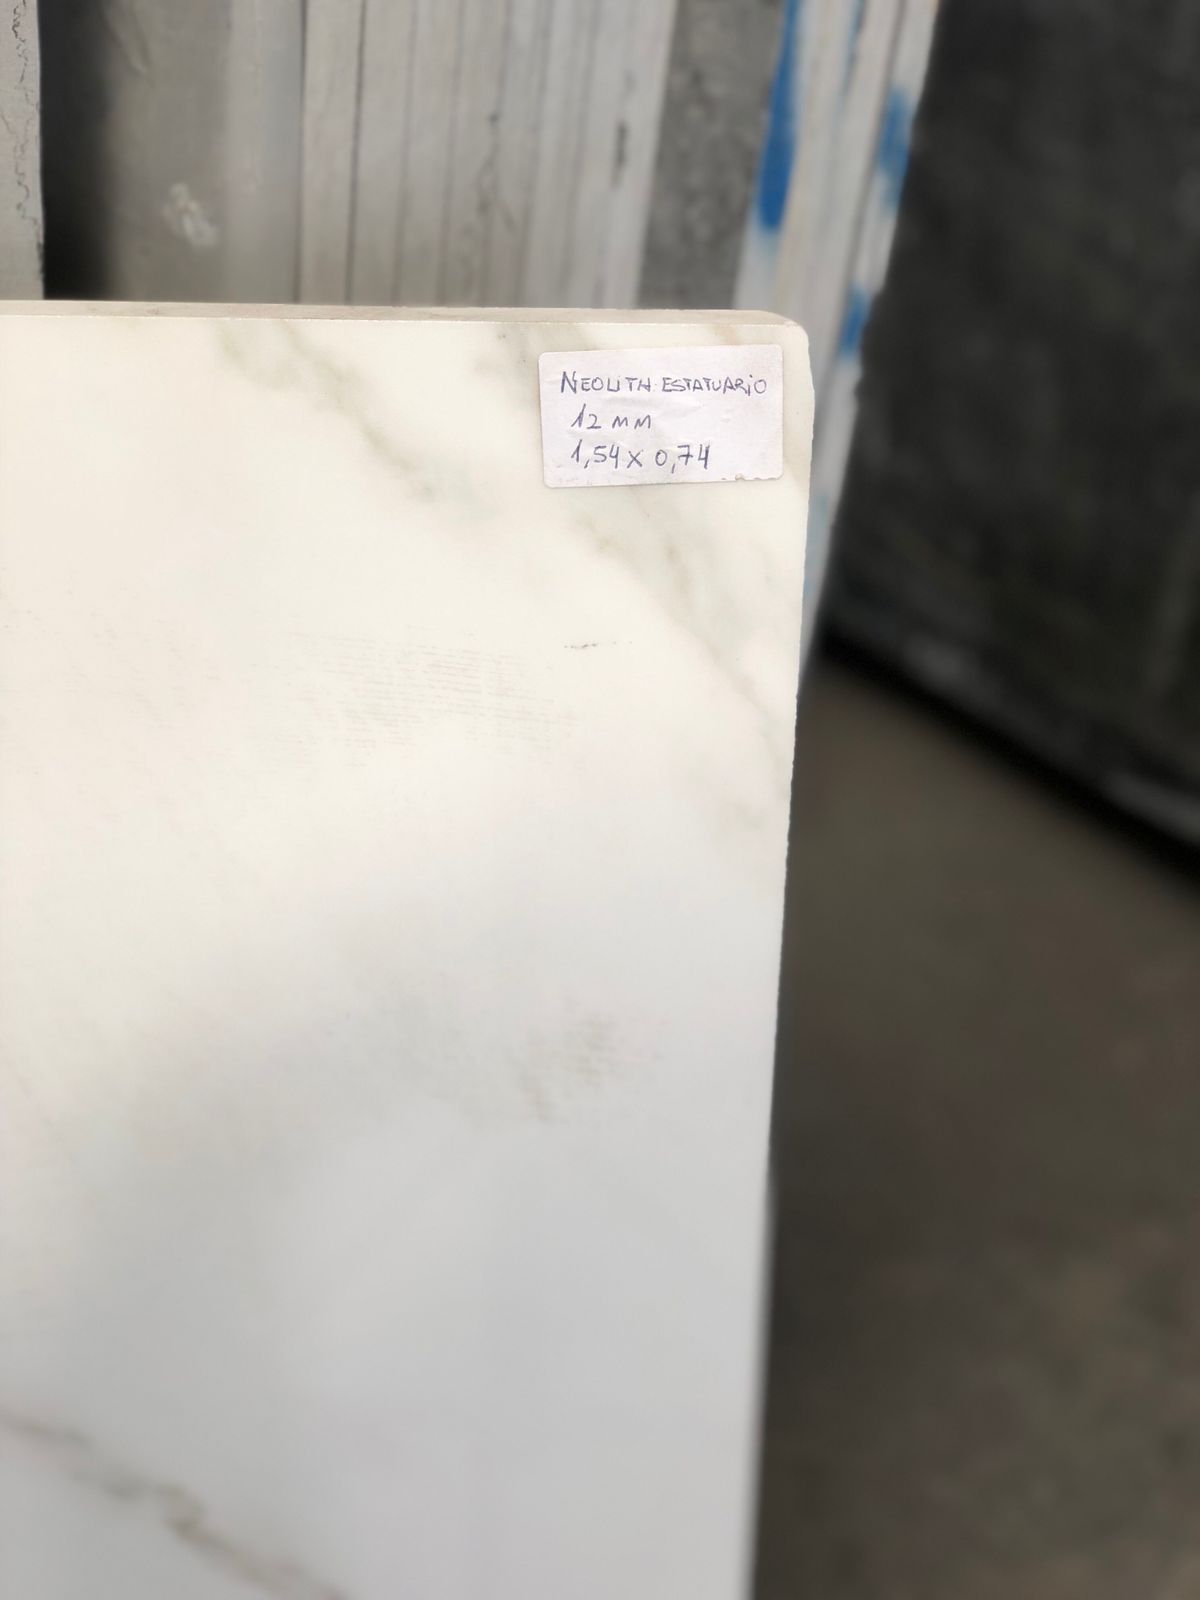 NEOLITH ESTATUARIO
12 MM
1,54 x 0,74